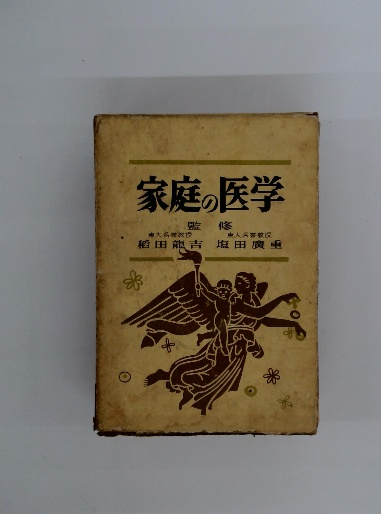 家庭の医学
監修
東大名誉教授 東大名誉教授
稻田龍吉 塩田廣重